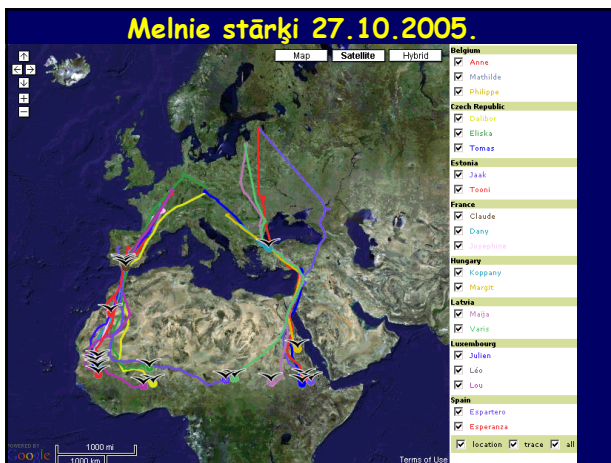 Melnie stārķi 27.10.2005.
Map Satellite Hybrid
Belgium
Anne
Mathilde
Philippe
Czech Republic
Dalibor
Eliska
Tomas
Estonia
Jaak
Tooni
France
Claude
Dany
Josephine
Hungary
Koppany
Margit
Latvia
Maija
Varis
Luxembourg
Julien
Léo
Lou
Spain
Espartero
Esperanza
location trace all
POWERED BY
Google
1000 mi
1000 km
Terms of Use